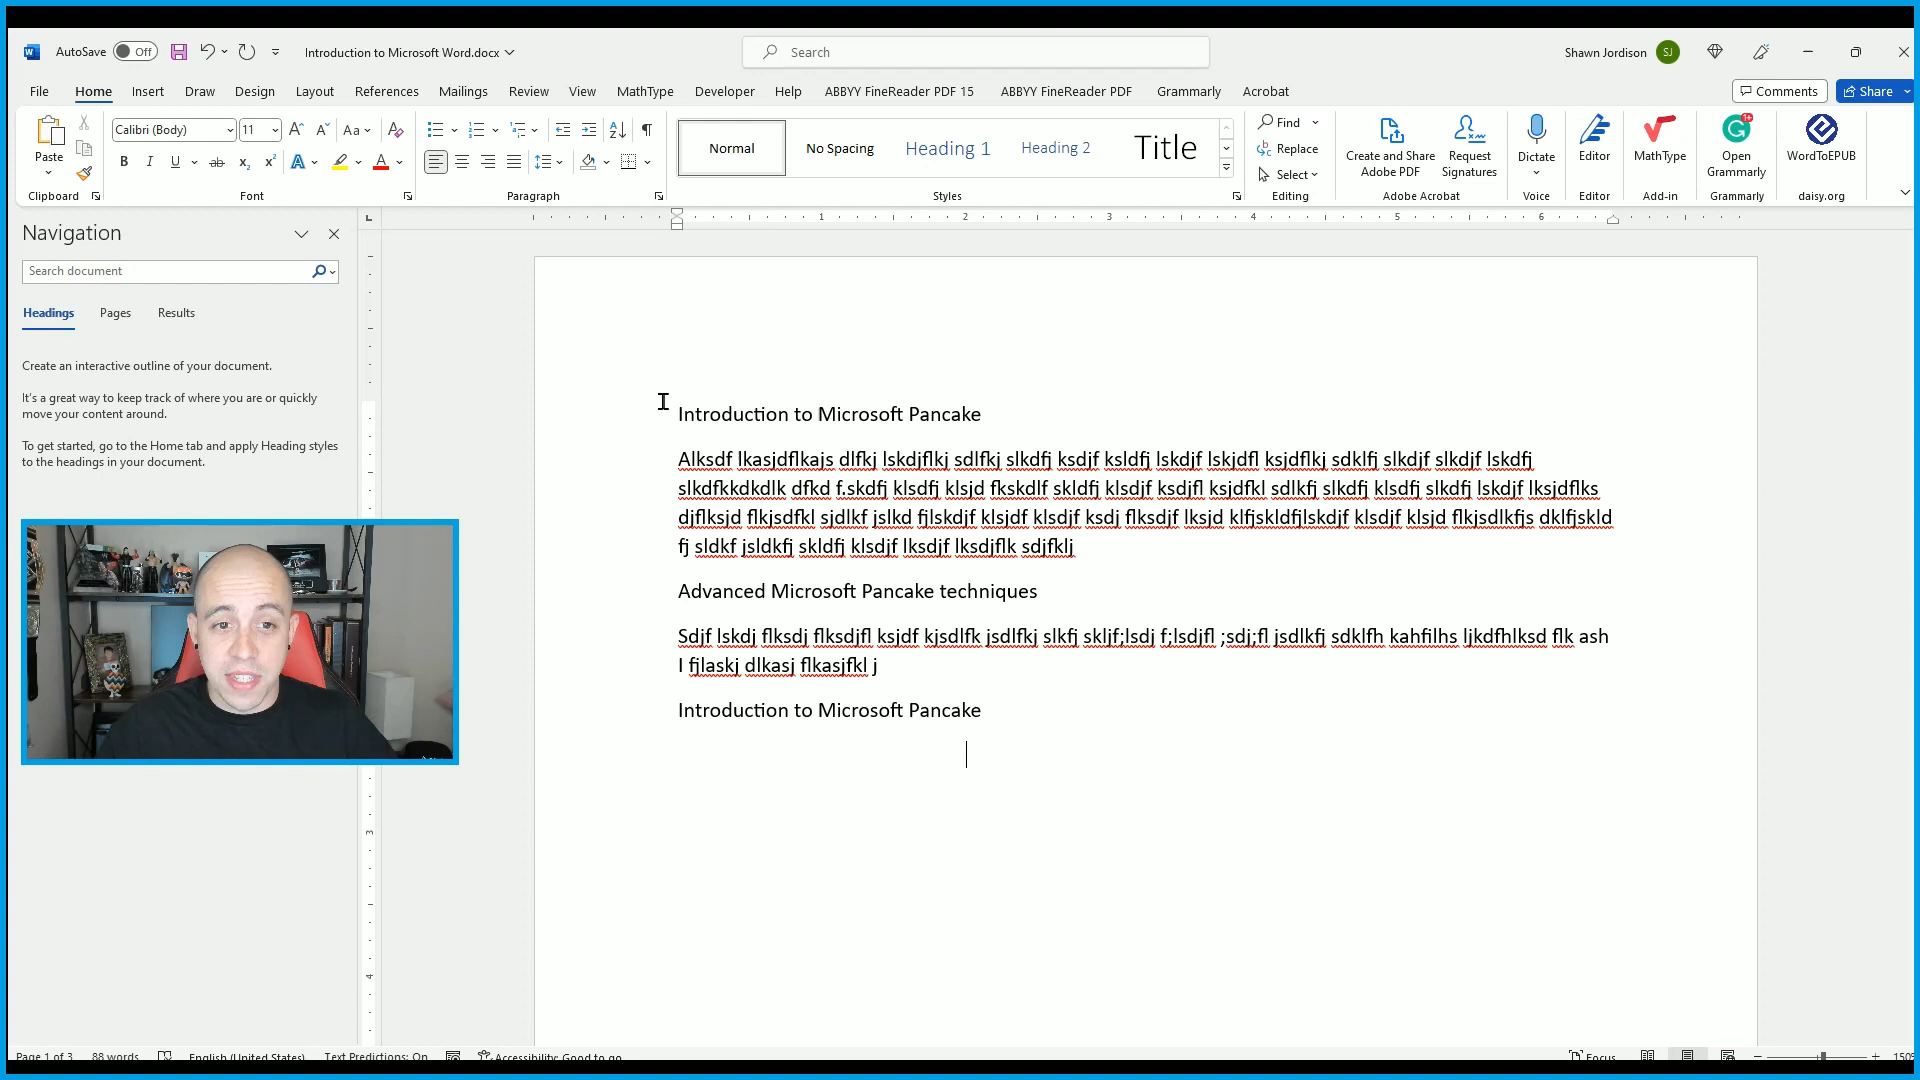 AutoSave Off Introduction to Microsoft Word.docx Search Shawn Jordison SJ
File Home Insert Draw Design Layout References Mailings Review View MathType Developer Help ABBYY FineReader PDF 15 ABBYY FineReader PDF Grammarly Acrobat Comments Share
Paste Calibri (Body) 11 Normal No Spacing Heading 1 Heading 2 Title
Find
Replace
Select
Create and Share Adobe PDF
Request Signatures
Dictate
Editor
MathType
Open Grammarly
WordToEPUB
Clipboard Font Paragraph Styles Editing Adobe Acrobat Voice Editor Add-in Grammarly daisy.org
1 2 3 4 5 6
Navigation
Search document
Headings Pages Results
Create an interactive outline of your document.
It's a great way to keep track of where you are or quickly
move your content around.
To get started, go to the Home tab and apply Heading styles
to the headings in your document.
Introduction to Microsoft Pancake
Alksdf lkasjdflkajs dlfkj lskdjflkj sdlfkj slkdfj ksdjf ksldfj lskdjf lskjdfl ksjdflkj sdklfj slkdjf slkdjf lskdfj
slkdfkkdkdlk dfkd f.skdfj klsdfj klsjd fkskdlf skldfj klsdjf ksdjfl ksjdfkl sdlkfj slkdfj klsdfj slkdfj lskdjf lksjdflks
djflksjd flkjsdfkl sjdlkf jslkd fjlskdjf klsjdf klsdjf ksdj flksdjf lksjd klfjskldfjlskdjf klsdjf klsjd flkjsdlkfjs dklfjskld
fj sldkf jsldkfj skldfj klsdjf lksdjf lksdjflk sdjfklj
Advanced Microsoft Pancake techniques
Sdjf lskdj flksdj flksdjfl ksjdf kjsdlfk jsdlfkj slkfj skljf;lsdj f;lsdjfl ;sdj;fl jsdlkfj sdklfh kahfilhs ljkdfhlksd flk ash
l fjlaskj dlkasj flkasjfkl j
Introduction to Microsoft Pancake
3
4
Page 1 of 3 88 words English (United States) Text Predictions: On Accessibility: Good to go Focus 150%